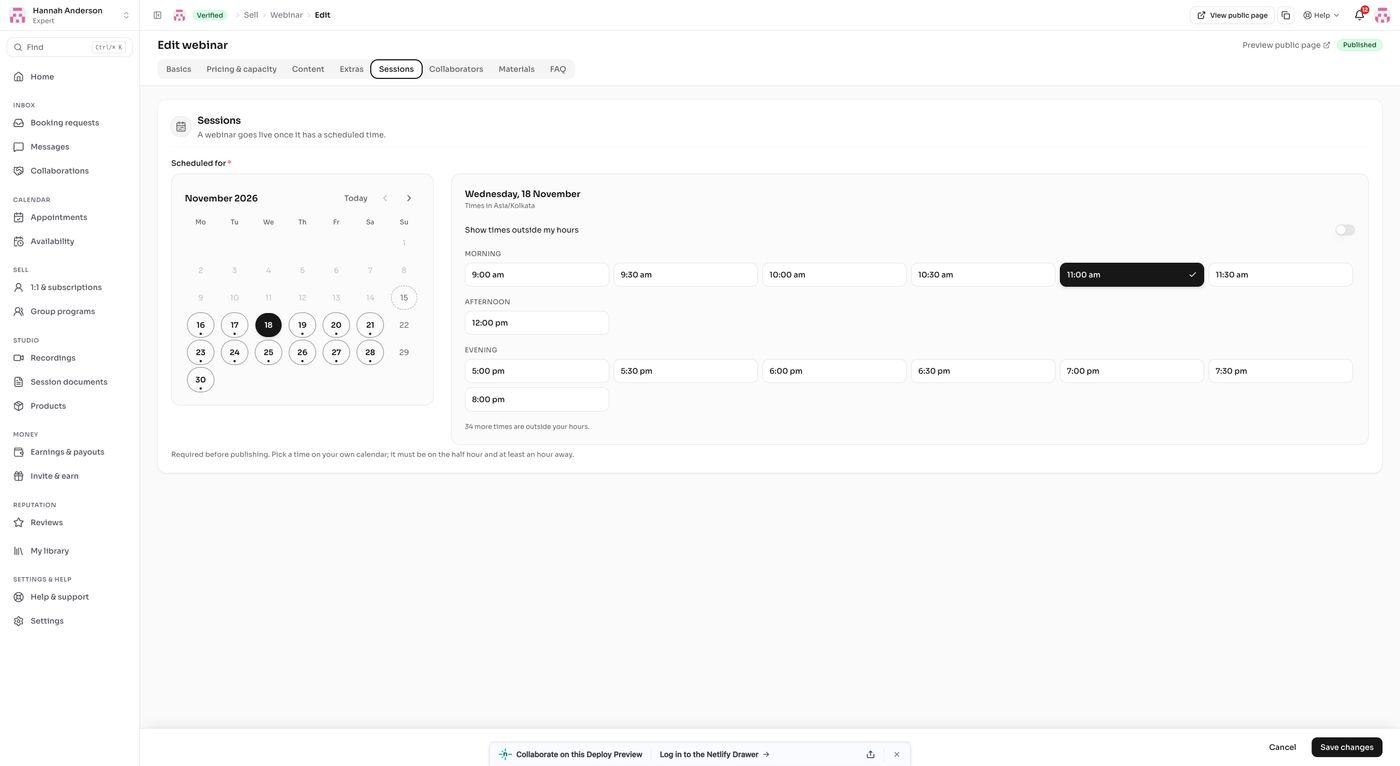 Hannah Anderson
Expert
Find
Ctrl/⌘ K
Home
INBOX
Booking requests
Messages
Collaborations
CALENDAR
Appointments
Availability
SELL
1:1 & subscriptions
Group programs
STUDIO
Recordings
Session documents
Products
MONEY
Earnings & payouts
Invite & earn
REPUTATION
Reviews
My library
SETTINGS & HELP
Help & support
Settings
Verified
Sell
Webinar
Edit
View public page
Help
12
Edit webinar
Preview public page
Published
Basics
Pricing & capacity
Content
Extras
Sessions
Collaborators
Materials
FAQ
Sessions
A webinar goes live once it has a scheduled time.
Scheduled for*
November 2026
Today
Mo Tu We Th Fr Sa Su
1
2 3 4 5 6 7 8
9 10 11 12 13 14 15
16 17 18 19 20 21 22
23 24 25 26 27 28 29
30
Wednesday, 18 November
Times in Asia/Kolkata
Show times outside my hours
MORNING
9:00 am 9:30 am 10:00 am 10:30 am 11:00 am 11:30 am
AFTERNOON
12:00 pm
EVENING
5:00 pm 5:30 pm 6:00 pm 6:30 pm 7:00 pm 7:30 pm
8:00 pm
34 more times are outside your hours.
Required before publishing. Pick a time on your own calendar; it must be on the half hour and at least an hour away.
Collaborate on this Deploy Preview
Log in to the Netlify Drawer →
Cancel
Save changes